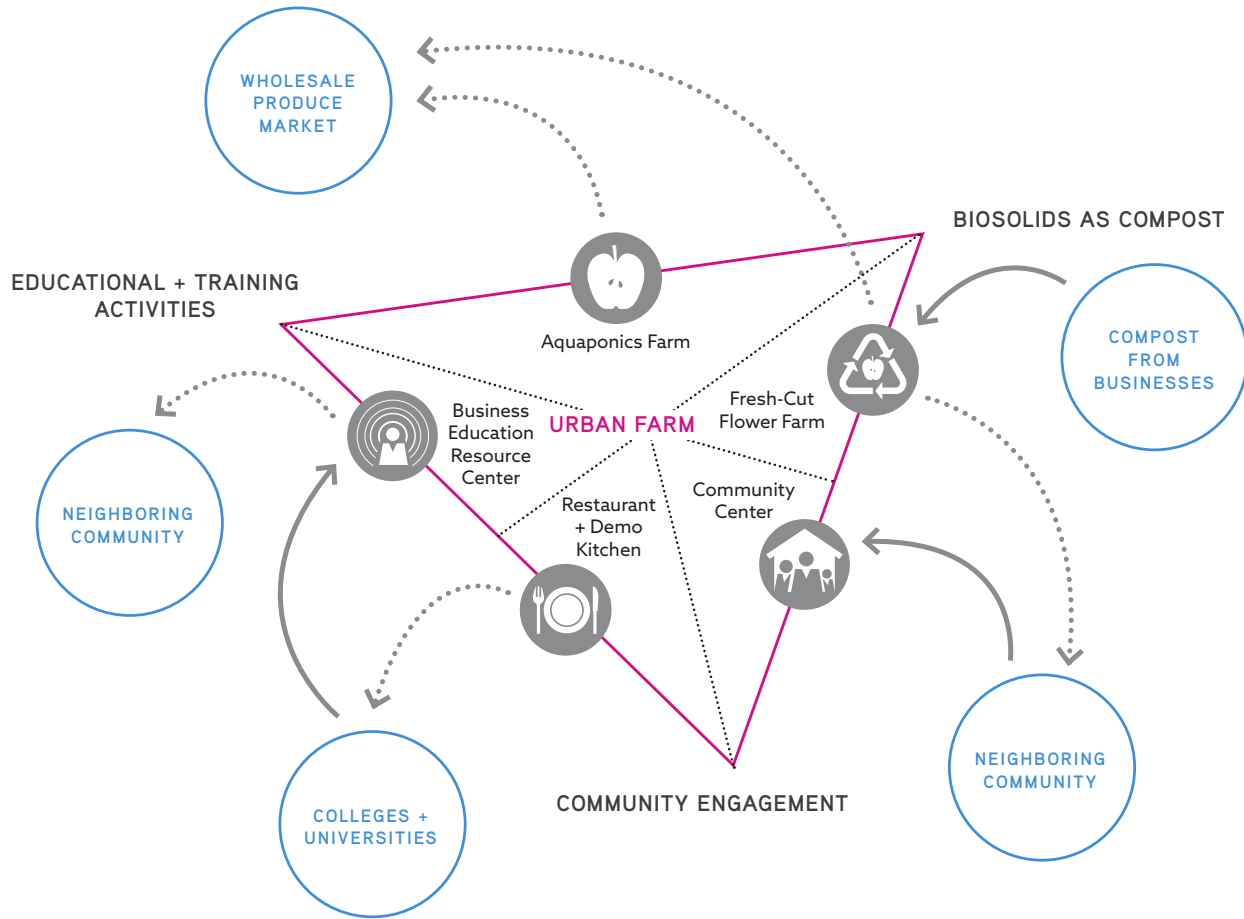 WHOLESALE
PRODUCE
MARKET
BIOSOLIDS AS COMPOST
EDUCATIONAL + TRAINING
ACTIVITIES
COMPOST
FROM
BUSINESSES
Aquaponics Farm
Fresh-Cut
Flower Farm
URBAN FARM
Business
Education
Resource
Center
Community
Center
Restaurant
+ Demo
Kitchen
NEIGHBORING
COMMUNITY
NEIGHBORING
COMMUNITY
COMMUNITY ENGAGEMENT
COLLEGES +
UNIVERSITIES